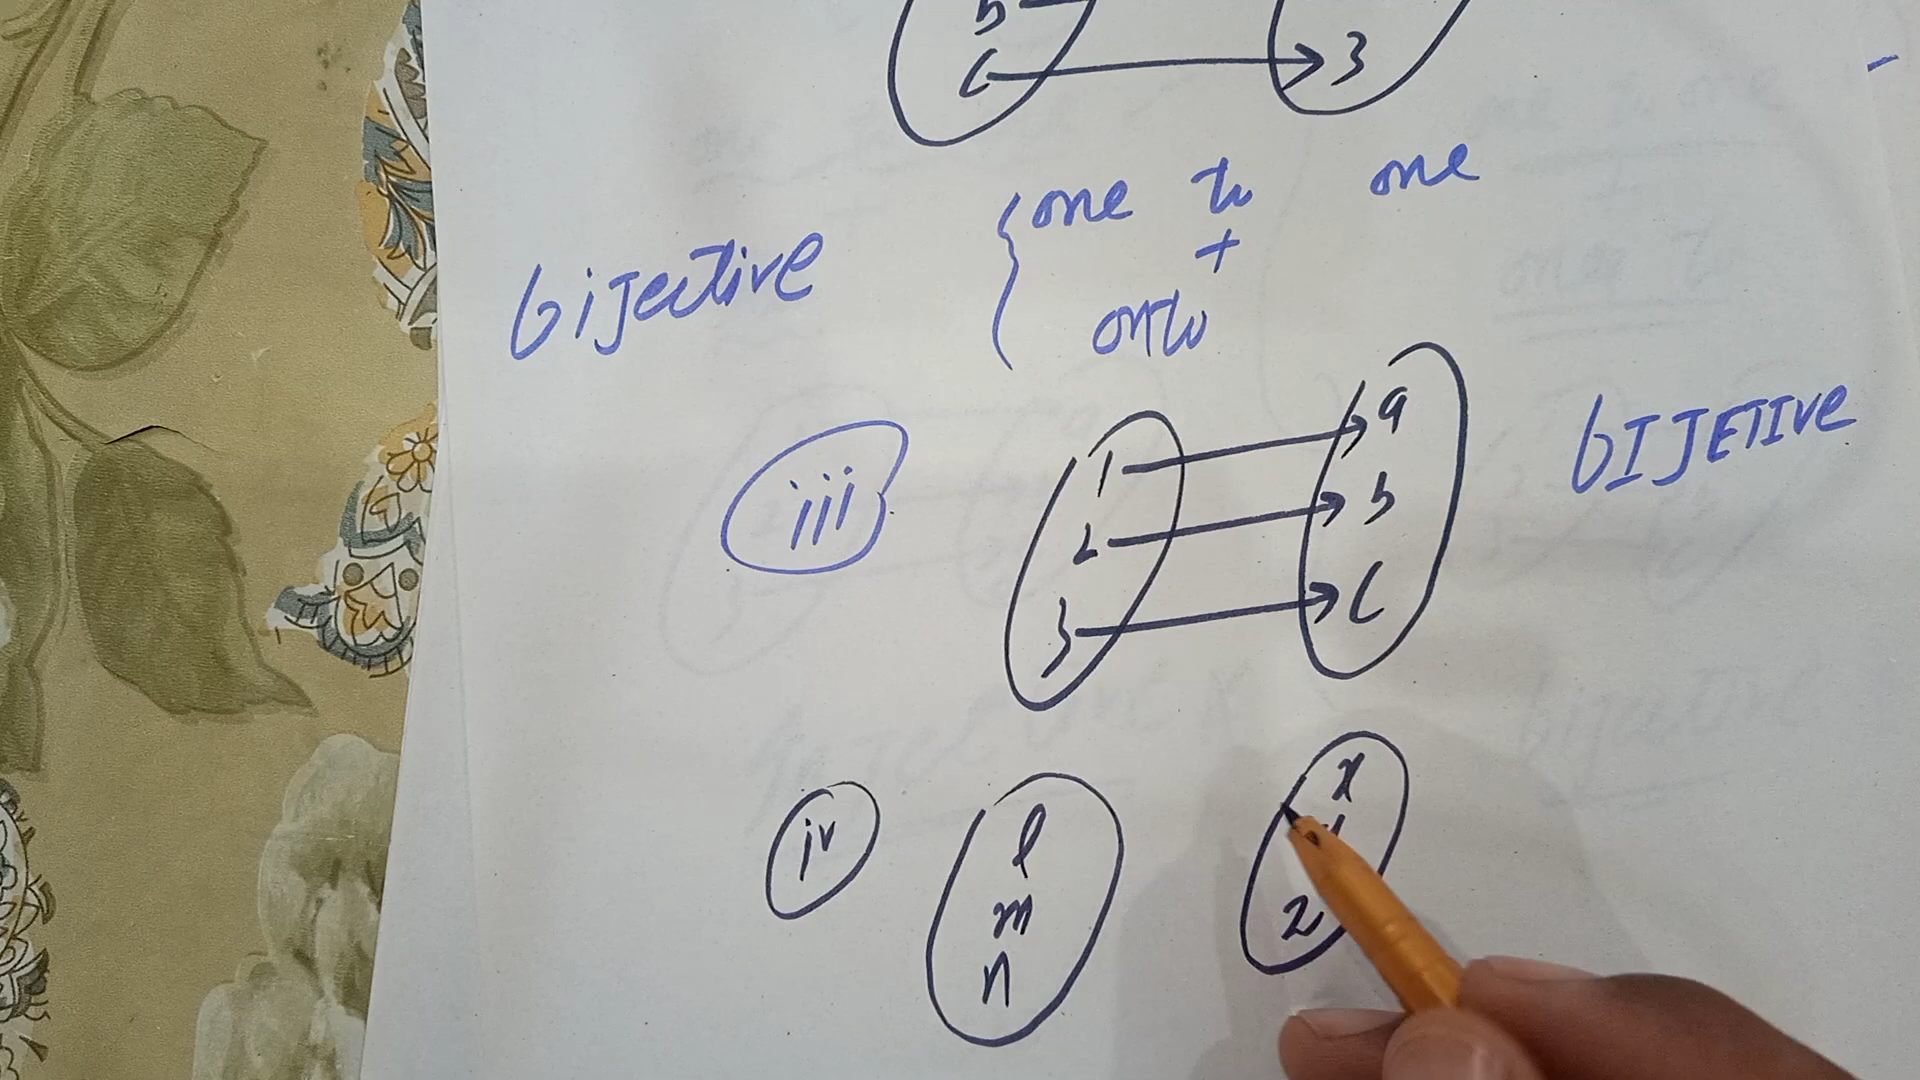 b
c 3
one to one
+
bijective
onto
a
1 BIJETIVE
b
2
iii
c
3
x
l
iv
y
m
z
n